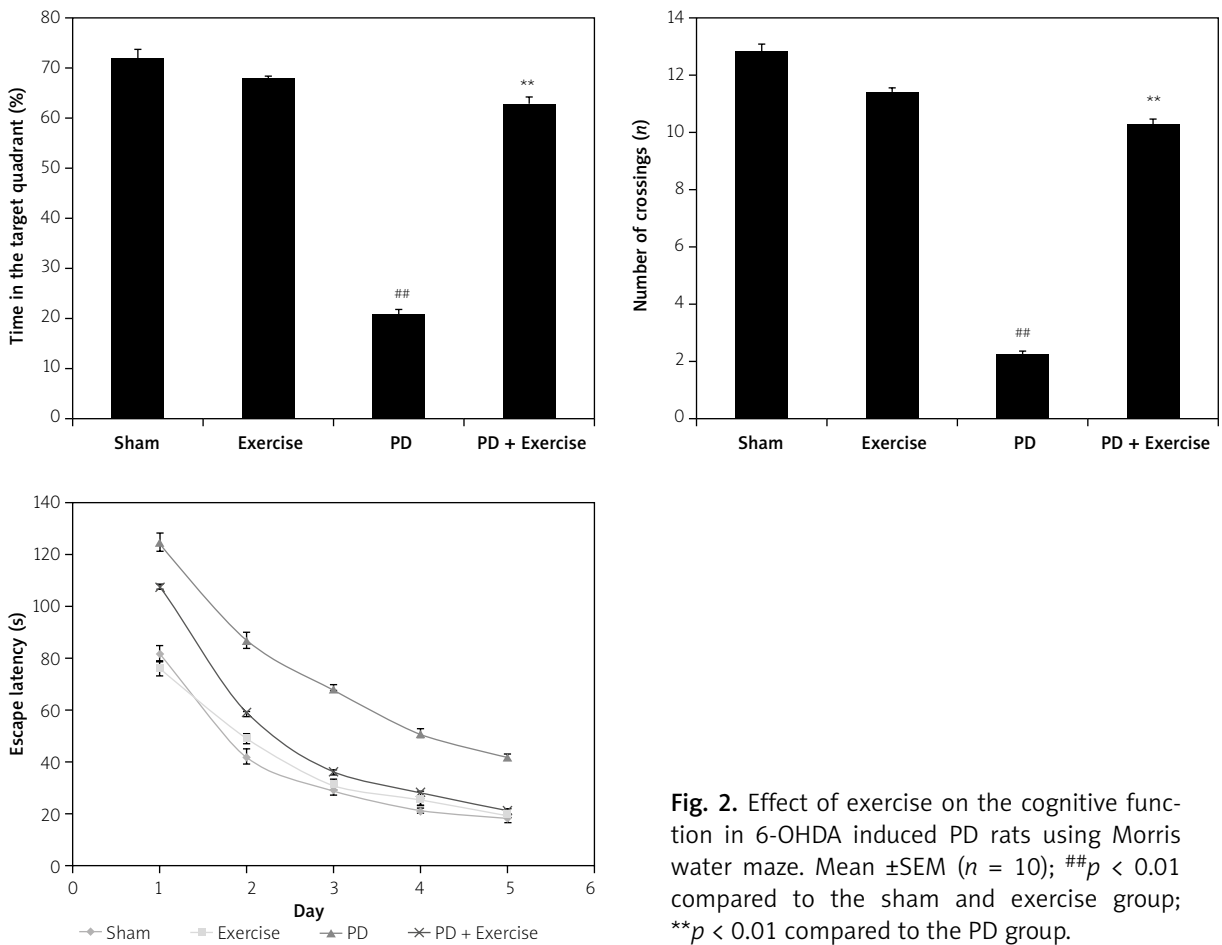 80
70
60
50
40
30
20
10
0
Time in the target quadrant (%)
**
##
Sham Exercise PD PD + Exercise
14
12
10
8
6
4
2
0
Number of crossings (n)
**
##
Sham Exercise PD PD + Exercise
140
120
100
80
60
40
20
0
Escape latency (s)
0 1 2 3 4 5 6
Day
Sham Exercise PD PD + Exercise
Fig. 2. Effect of exercise on the cognitive func-
tion in 6-OHDA induced PD rats using Morris
water maze. Mean ±SEM (n = 10); ##p < 0.01
compared to the sham and exercise group;
**p < 0.01 compared to the PD group.